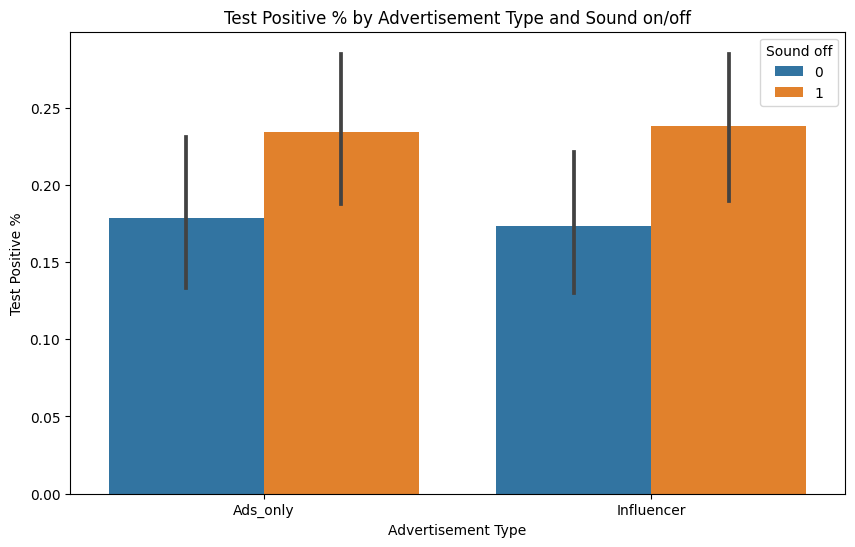 Test Positive % by Advertisement Type and Sound on/off
Sound off
0
1
Test Positive %
0.25
0.20
0.15
0.10
0.05
0.00
Ads_only
Influencer
Advertisement Type